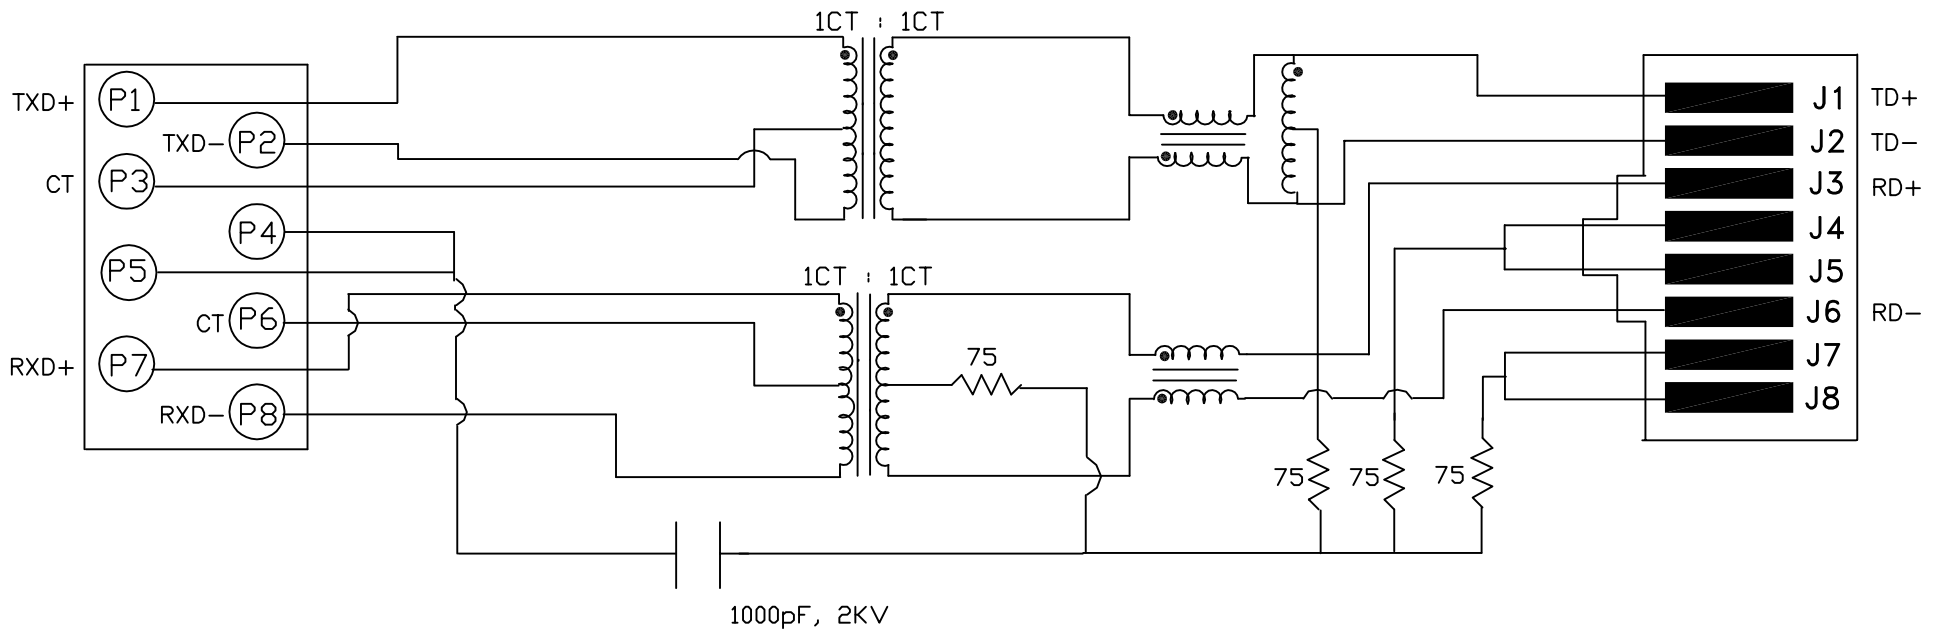 1CT : 1CT
TXD+ P1 J1 TD+
TXD- P2 J2 TD-
CT P3 J3 RD+
P4 J4
P5 1CT : 1CT J5
CT P6 J6 RD-
RXD+ P7 75 J7
RXD- P8 J8
75 75 75
1000pF, 2KV